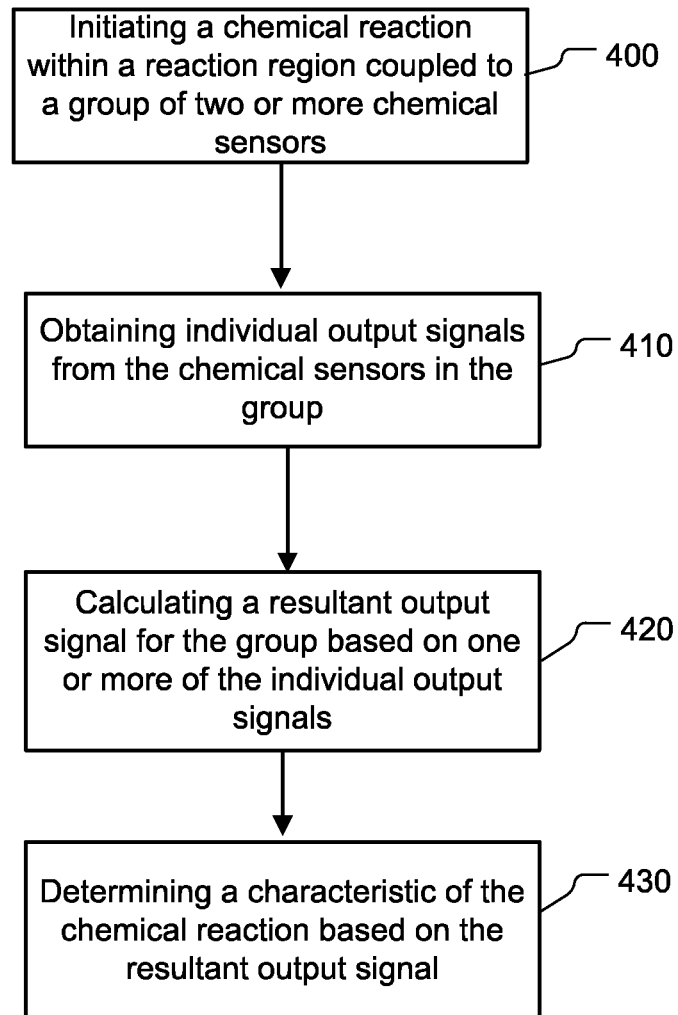 Initiating a chemical reaction
within a reaction region coupled to
a group of two or more chemical
sensors
400
Obtaining individual output signals
from the chemical sensors in the
group
410
Calculating a resultant output
signal for the group based on one
or more of the individual output
signals
420
Determining a characteristic of the
chemical reaction based on the
resultant output signal
430